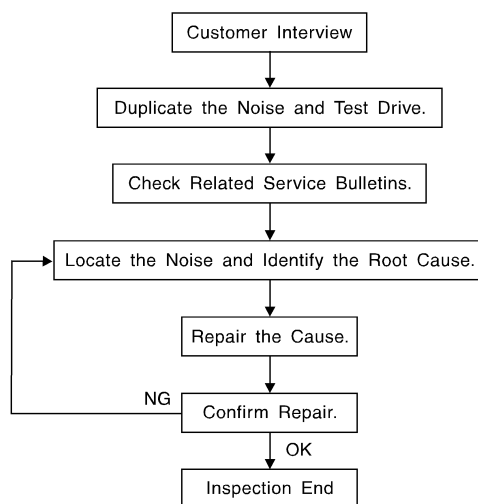 Customer Interview
Duplicate the Noise and Test Drive.
Check Related Service Bulletins.
Locate the Noise and Identify the Root Cause.
Repair the Cause.
NG
Confirm Repair.
OK
Inspection End